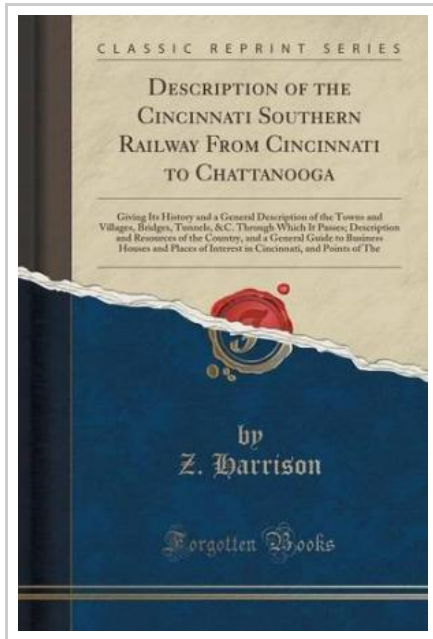 CLASSIC REPRINT SERIES
DESCRIPTION OF THE
CINCINNATI SOUTHERN
RAILWAY FROM CINCINNATI
TO CHATTANOOGA
Giving Its History and a General Description of the Towns and
Villages, Bridges, Tunnels, &C. Through Which It Passes; Description
and Resources of the Country, and a General Guide to Business
Houses and Places of Interest in Cincinnati, and Points of The
by
Z. Harrison
Forgotten Books